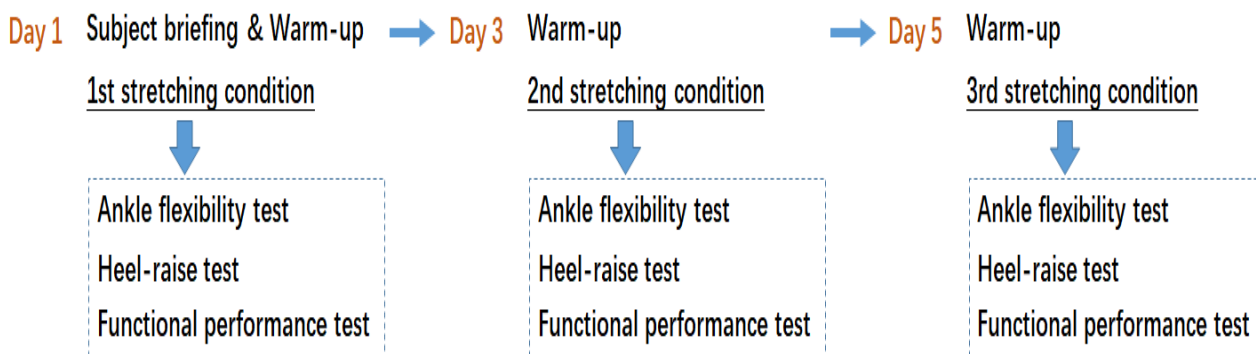 Day 1 Subject briefing & Warm-up
1st stretching condition
Ankle flexibility test
Heel-raise test
Functional performance test
Day 3 Warm-up
2nd stretching condition
Ankle flexibility test
Heel-raise test
Functional performance test
Day 5 Warm-up
3rd stretching condition
Ankle flexibility test
Heel-raise test
Functional performance test